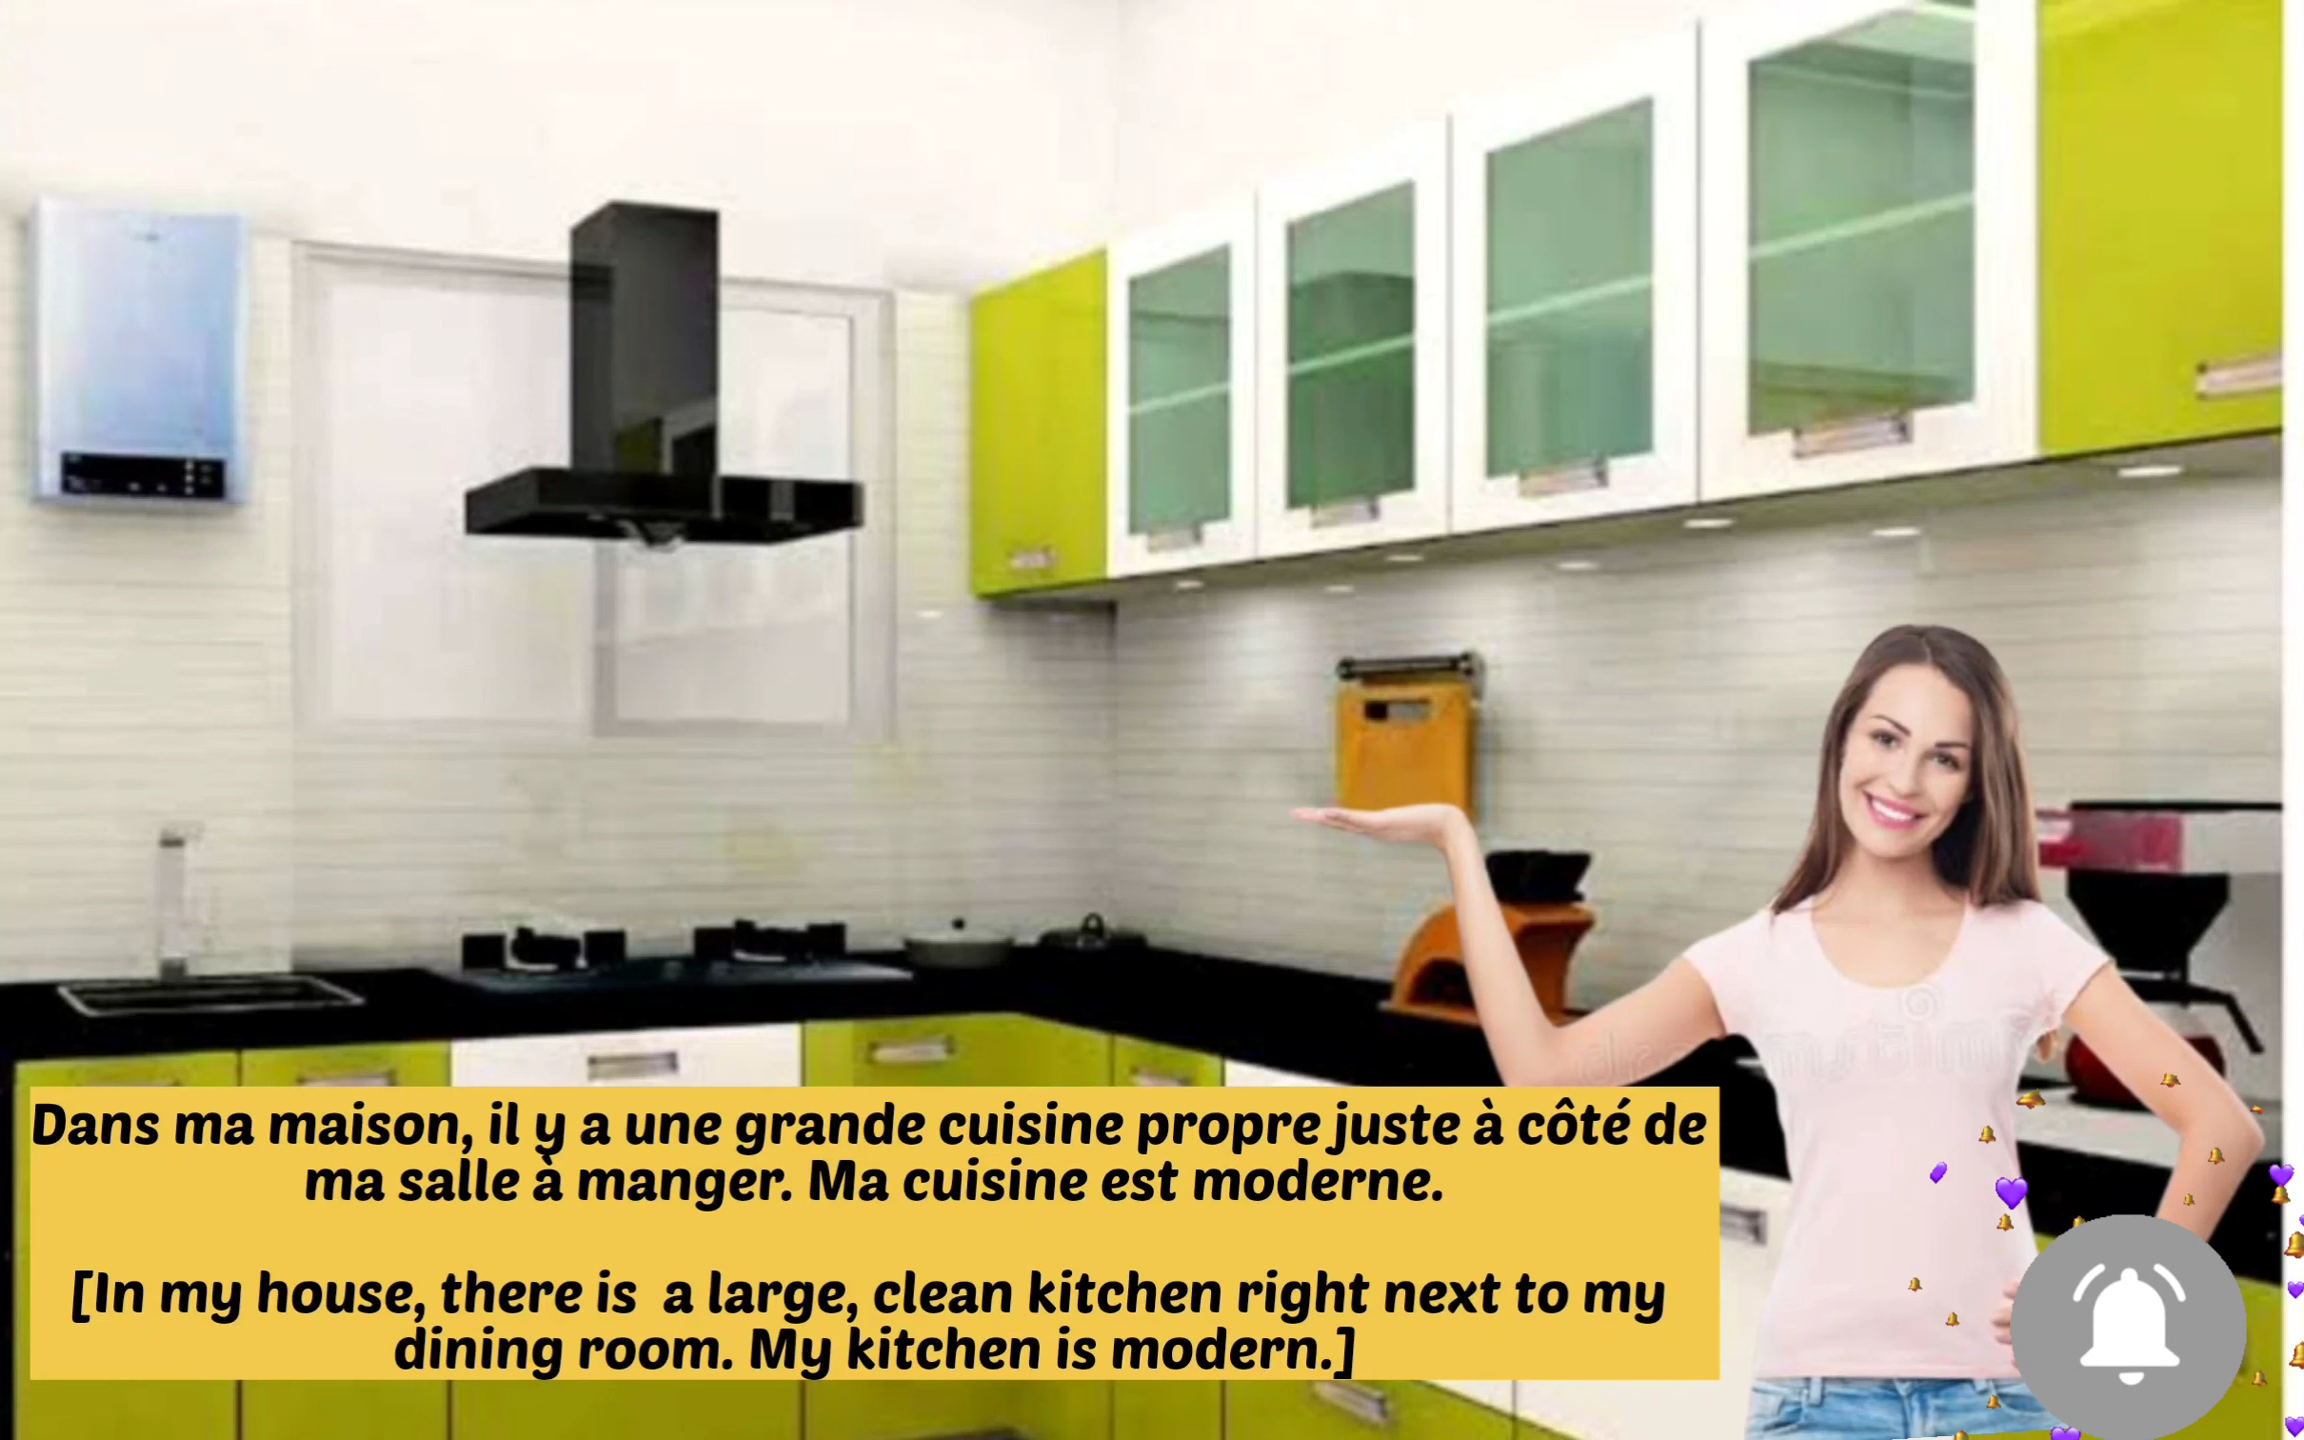 Dans ma maison, il y a une grande cuisine propre juste à côté de
ma salle à manger. Ma cuisine est moderne.
[In my house, there is  a large, clean kitchen right next to my
dining room. My kitchen is modern.]